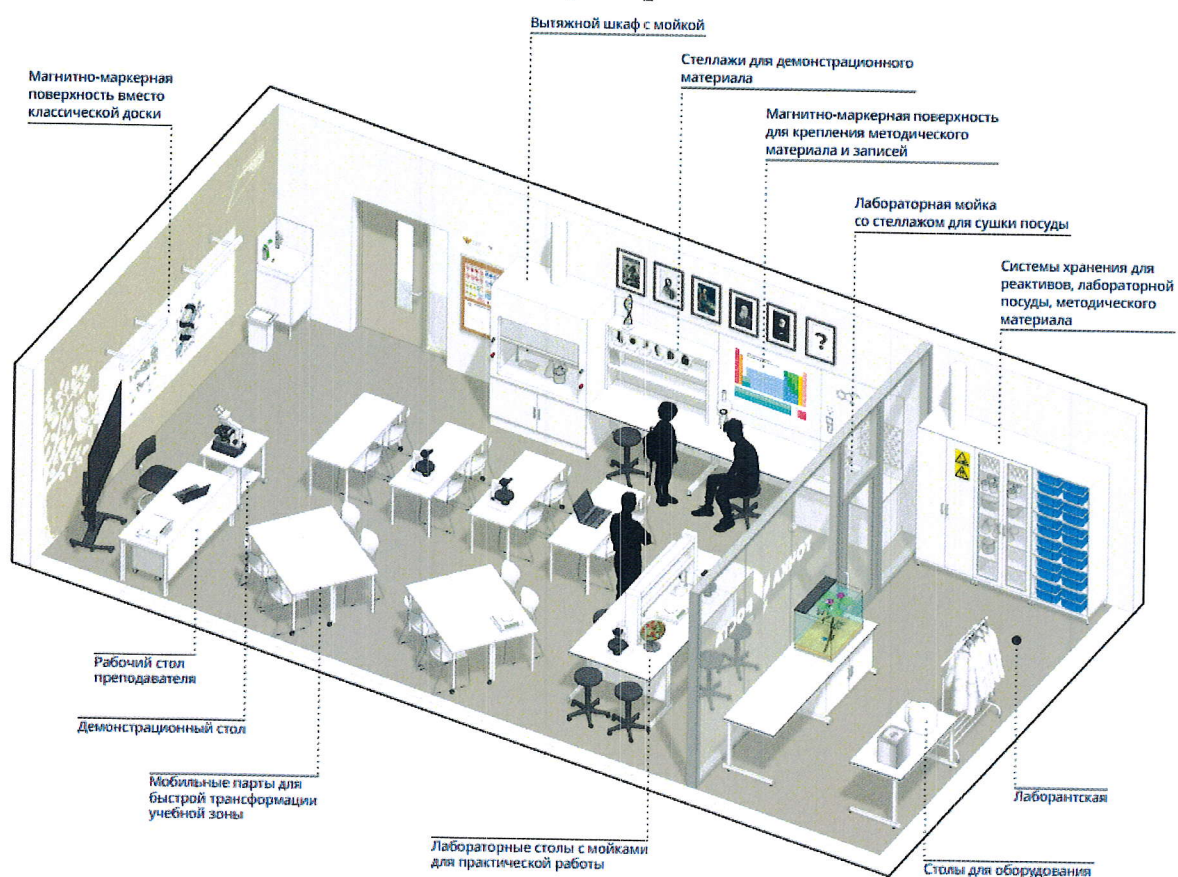 Вытяжной шкаф с мойкой
Стеллажи для демонстрационного
материала
Магнитно-маркерная
поверхность вместо
классической доски
Магнитно-маркерная поверхность
для крепления методического
материала и записей
Лабораторная мойка
со стеллажом для сушки посуды
Системы хранения для
реактивов, лабораторной
посуды, методического
материала
?
Рабочий стол
преподавателя
Демонстрационный стол
Мобильные парты для
быстрой трансформации
учебной зоны
Лабораторные столы с мойками
для практической работы
Лаборантская
Столы для оборудования